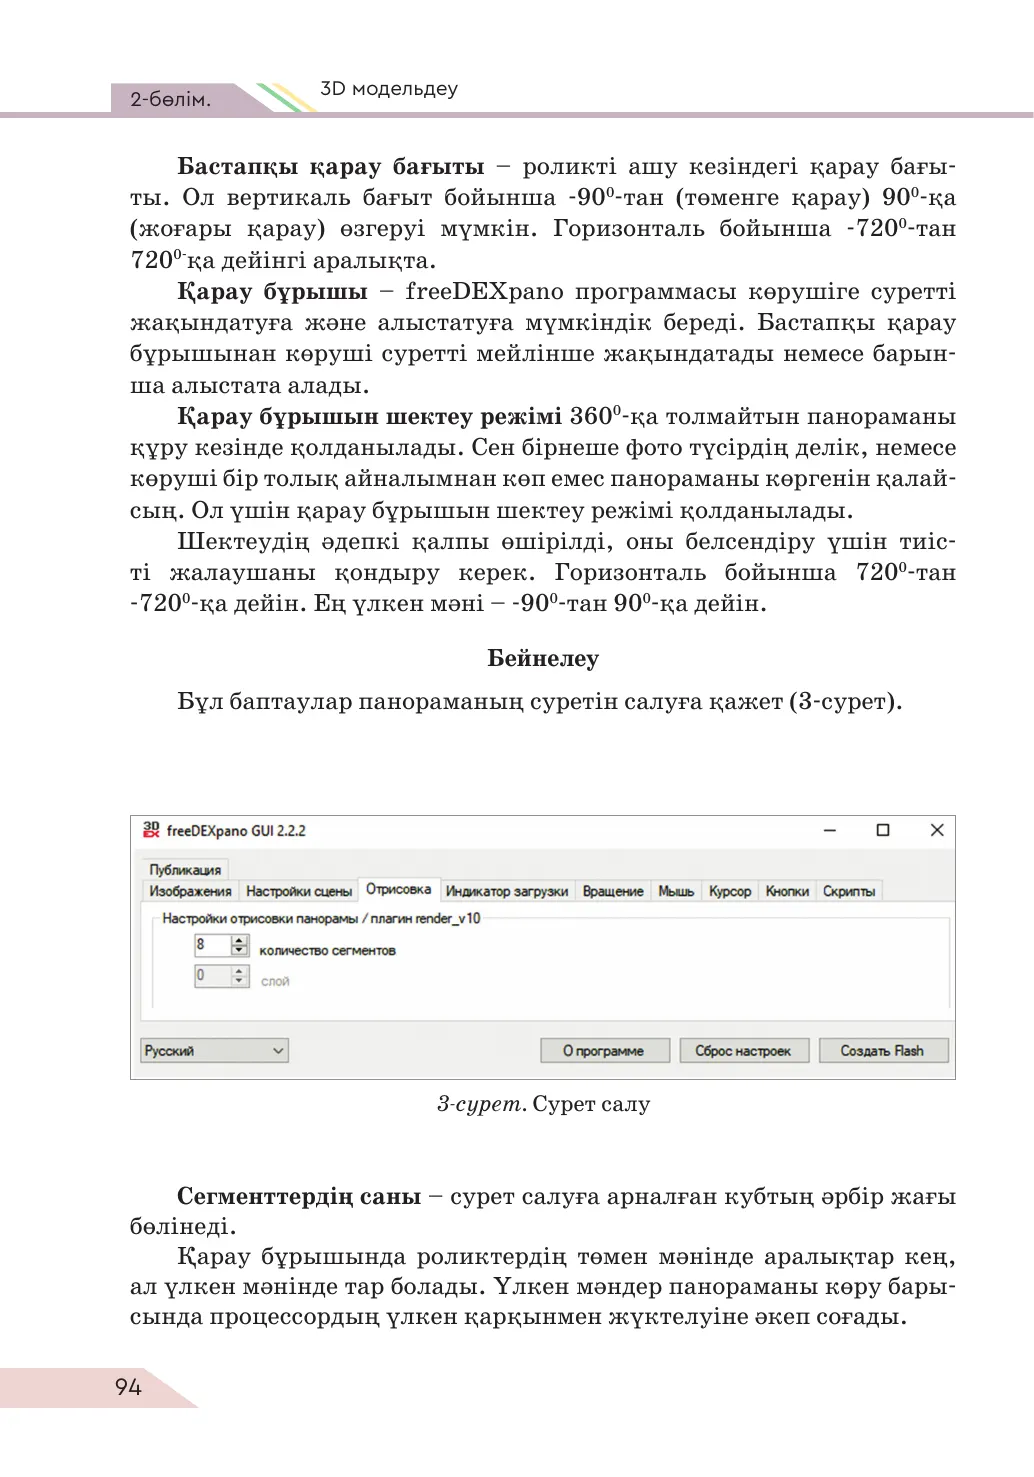 2-бөлім.
3D модельдеу
Бастапқы қарау бағыты – роликті ашу кезіндегі қарау бағы-
ты. Ол вертикаль бағыт бойынша -90⁰-тан (төменге қарау) 90⁰-қа
(жоғары қарау) өзгеруі мүмкін. Горизонталь бойынша -720⁰-тан
720⁰⁻қа дейінгі аралықта.
Қарау бұрышы – freeDEXpano программасы көрушіге суретті
жақындатуға және алыстатуға мүмкіндік береді. Бастапқы қарау
бұрышынан көруші суретті мейлінше жақындатады немесе барын-
ша алыстата алады.
Қарау бұрышын шектеу режімі 360⁰-қа толмайтын панораманы
құру кезінде қолданылады. Сен бірнеше фото түсірдің делік, немесе
көруші бір толық айналымнан көп емес панораманы көргенін қалай-
сың. Ол үшін қарау бұрышын шектеу режімі қолданылады.
Шектеудің әдепкі қалпы өшірілді, оны белсендіру үшін тиіс-
ті жалаушаны қондыру керек. Горизонталь бойынша 720⁰-тан
-720⁰-қа дейін. Ең үлкен мәні – -90⁰-тан 90⁰-қа дейін.
Бейнелеу
Бұл баптаулар панораманың суретін салуға қажет (3-сурет).
3D EX freeDEXpano GUI 2.2.2
Публикация
Изображения Настройки сцены Отрисовка Индикатор загрузки Вращение Мышь Курсор Кнопки Скрипты
Настройки отрисовки панорамы / плагин render_v10
8 количество сегментов
0 слой
Русский О программе Сброс настроек Создать Flash
3-сурет. Сурет салу
Сегменттердің саны – сурет салуға арналған кубтың әрбір жағы
бөлінеді.
Қарау бұрышында роликтердің төмен мәнінде аралықтар кең,
ал үлкен мәнінде тар болады. Үлкен мәндер панораманы көру бары-
сында процессордың үлкен қарқынмен жүктелуіне әкеп соғады.
94